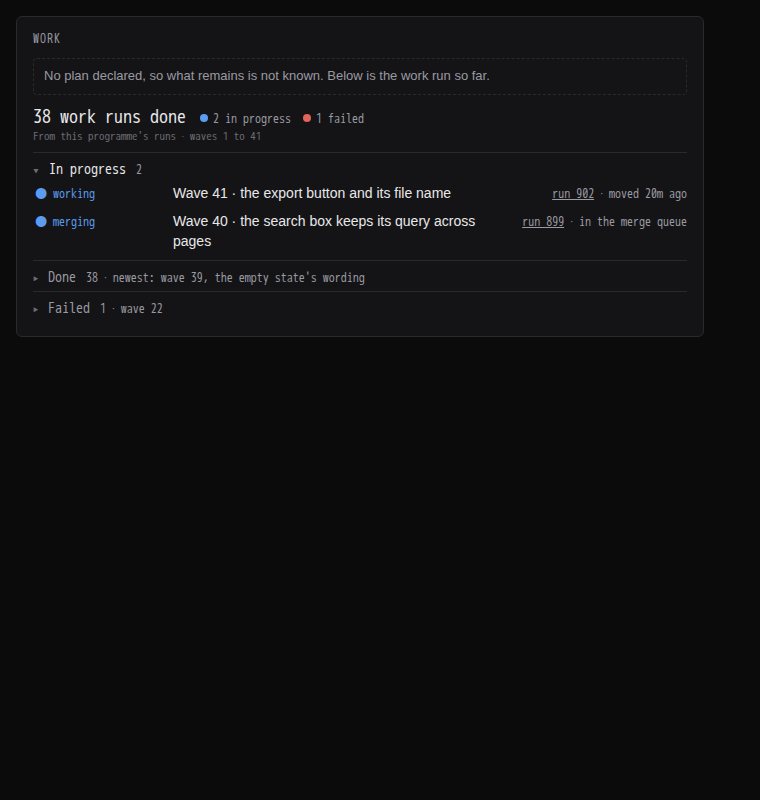 WORK
No plan declared, so what remains is not known. Below is the work run so far.
38 work runs done 2 in progress 1 failed
From this programme's runs · waves 1 to 41
In progress 2
working Wave 41 · the export button and its file name run 902 · moved 20m ago
merging Wave 40 · the search box keeps its query across run 899 · in the merge queue
pages
Done 38 · newest: wave 39, the empty state's wording
Failed 1 · wave 22